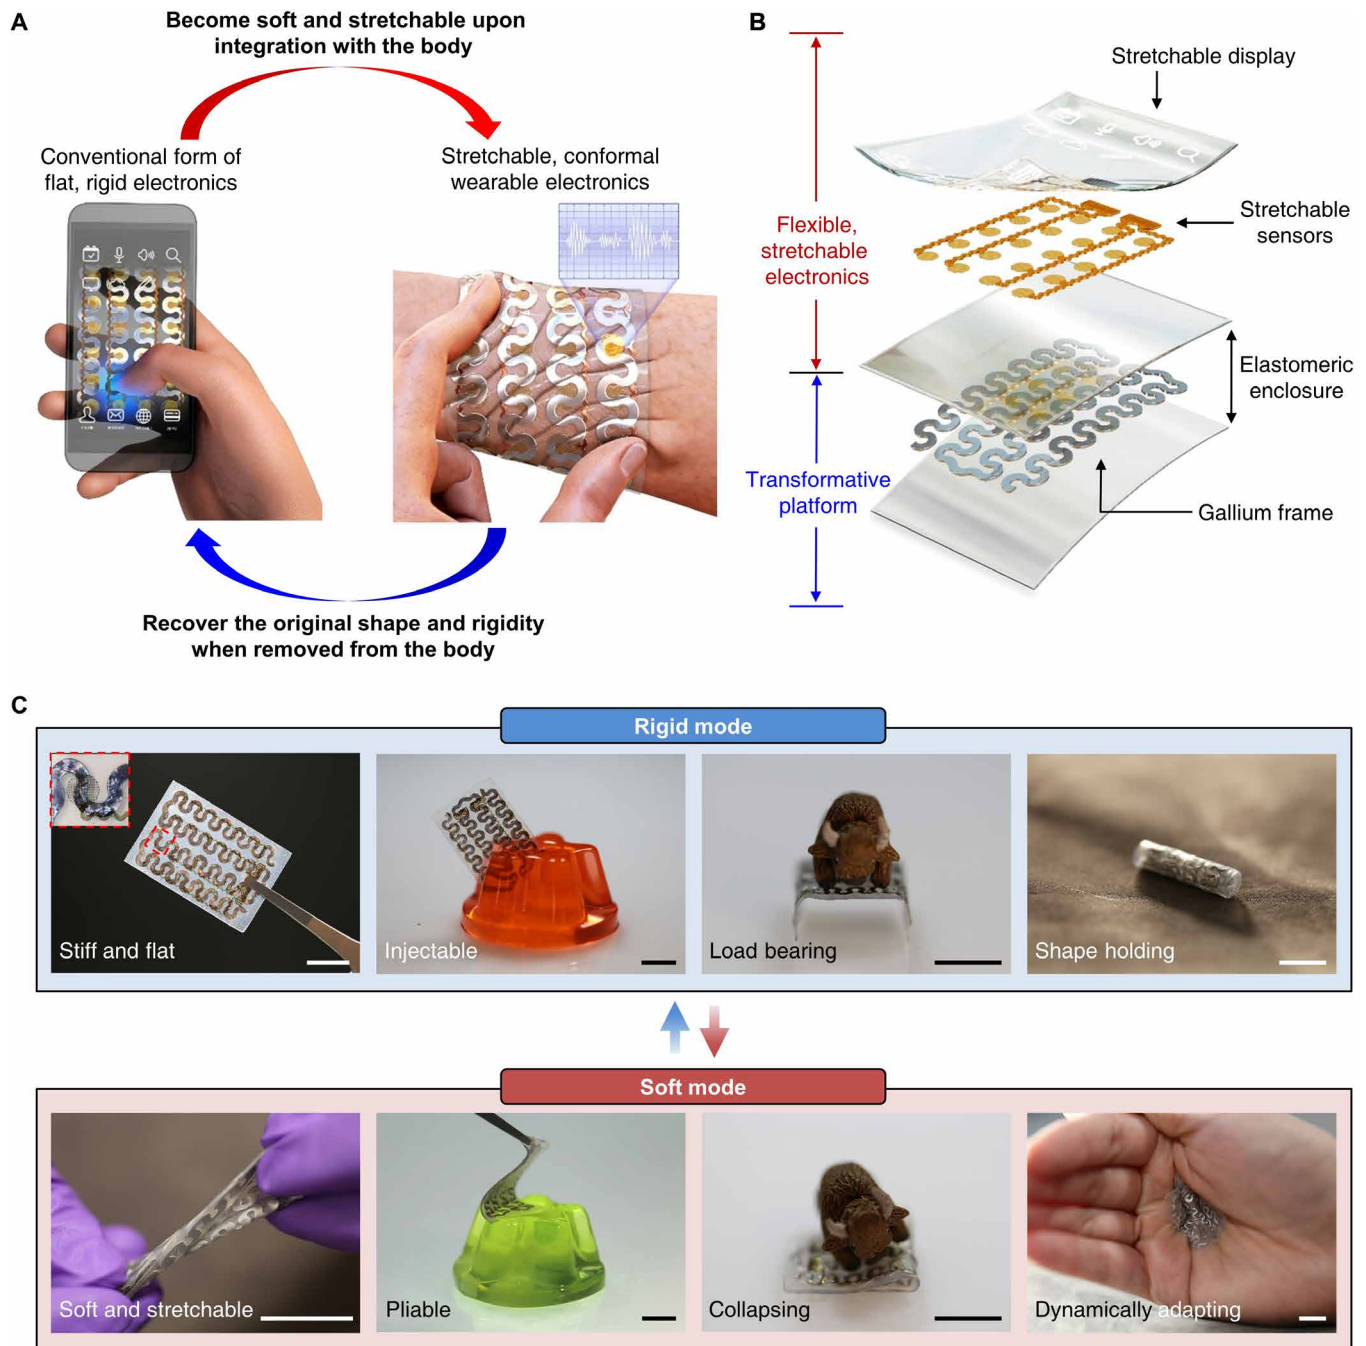 A
Become soft and stretchable upon
integration with the body
Conventional form of
flat, rigid electronics
Stretchable, conformal
wearable electronics
Recover the original shape and rigidity
when removed from the body
B
Stretchable display
Stretchable
sensors
Flexible,
stretchable
electronics
Elastomeric
enclosure
Transformative
platform
Gallium frame
C
Rigid mode
Stiff and flat
Injectable
Load bearing
Shape holding
Soft mode
Soft and stretchable
Pliable
Collapsing
Dynamically adapting